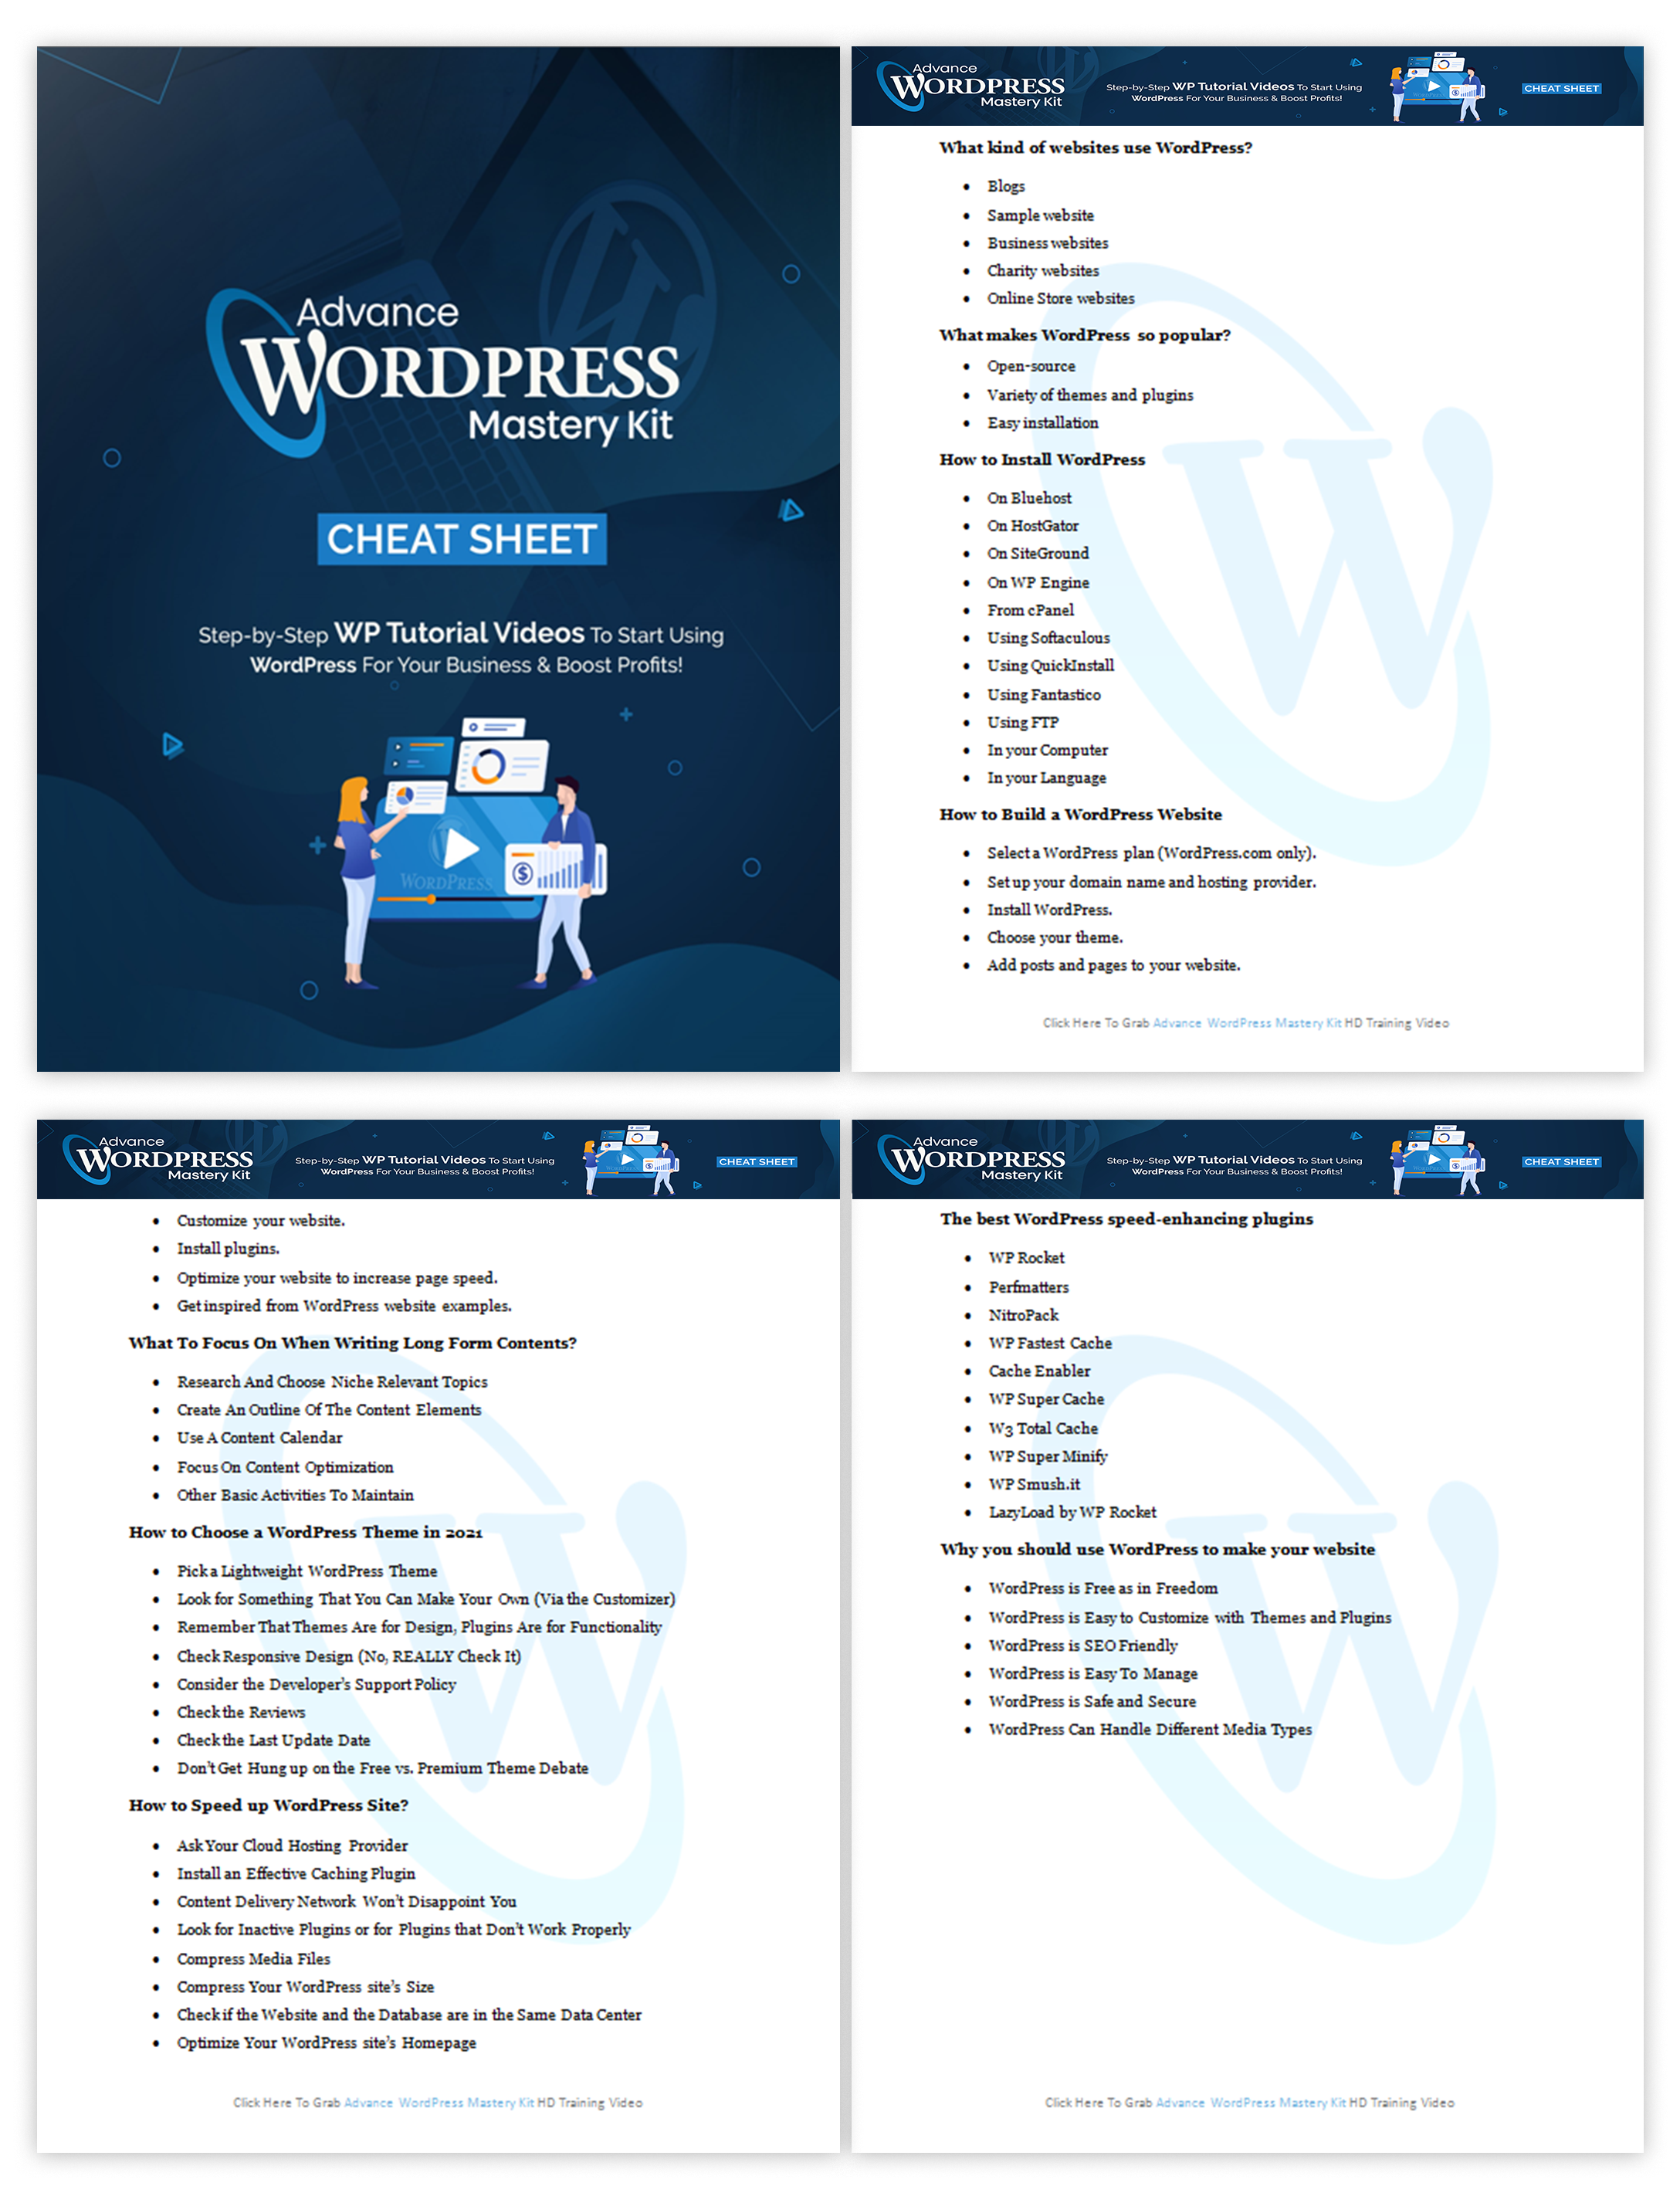 Advance
WORDPRESS
Mastery Kit
CHEAT SHEET
Step-by-Step WP Tutorial Videos To Start Using
WordPress For Your Business & Boost Profits!
WORDPRESS
Advance
WORDPRESS
Mastery Kit
Step-by-Step WP Tutorial Videos To Start Using
WordPress For Your Business & Boost Profits!
CHEAT SHEET
What kind of websites use WordPress?
• Blogs
• Sample website
• Business websites
• Charity websites
• Online Store websites
What makes WordPress so popular?
• Open-source
• Variety of themes and plugins
• Easy installation
How to Install WordPress
• On Bluehost
• On HostGator
• On SiteGround
• On WP Engine
• From cPanel
• Using Softaculous
• Using QuickInstall
• Using Fantastico
• Using FTP
• In your Computer
• In your Language
How to Build a WordPress Website
• Select a WordPress plan (WordPress.com only).
• Set up your domain name and hosting provider.
• Install WordPress.
• Choose your theme.
• Add posts and pages to your website.
Click Here To Grab Advance WordPress Mastery Kit HD Training Video
Advance
WORDPRESS
Mastery Kit
Step-by-Step WP Tutorial Videos To Start Using
WordPress For Your Business & Boost Profits!
CHEAT SHEET
• Customize your website.
• Install plugins.
• Optimize your website to increase page speed.
• Get inspired from WordPress website examples.
What To Focus On When Writing Long Form Contents?
• Research And Choose Niche Relevant Topics
• Create An Outline Of The Content Elements
• Use A Content Calendar
• Focus On Content Optimization
• Other Basic Activities To Maintain
How to Choose a WordPress Theme in 2021
• Pick a Lightweight WordPress Theme
• Look for Something That You Can Make Your Own (Via the Customizer)
• Remember That Themes Are for Design, Plugins Are for Functionality
• Check Responsive Design (No, REALLY Check It)
• Consider the Developer's Support Policy
• Check the Reviews
• Check the Last Update Date
• Don't Get Hung up on the Free vs. Premium Theme Debate
How to Speed up WordPress Site?
• Ask Your Cloud Hosting Provider
• Install an Effective Caching Plugin
• Content Delivery Network Won't Disappoint You
• Look for Inactive Plugins or for Plugins that Don't Work Properly
• Compress Media Files
• Compress Your WordPress site's Size
• Check if the Website and the Database are in the Same Data Center
• Optimize Your WordPress site's Homepage
Click Here To Grab Advance WordPress Mastery Kit HD Training Video
Advance
WORDPRESS
Mastery Kit
Step-by-Step WP Tutorial Videos To Start Using
WordPress For Your Business & Boost Profits!
CHEAT SHEET
The best WordPress speed-enhancing plugins
• WP Rocket
• Perfmatters
• NitroPack
• WP Fastest Cache
• Cache Enabler
• WP Super Cache
• W3 Total Cache
• WP Super Minify
• WP Smush.it
• LazyLoad by WP Rocket
Why you should use WordPress to make your website
• WordPress is Free as in Freedom
• WordPress is Easy to Customize with Themes and Plugins
• WordPress is SEO Friendly
• WordPress is Easy To Manage
• WordPress is Safe and Secure
• WordPress Can Handle Different Media Types
Click Here To Grab Advance WordPress Mastery Kit HD Training Video